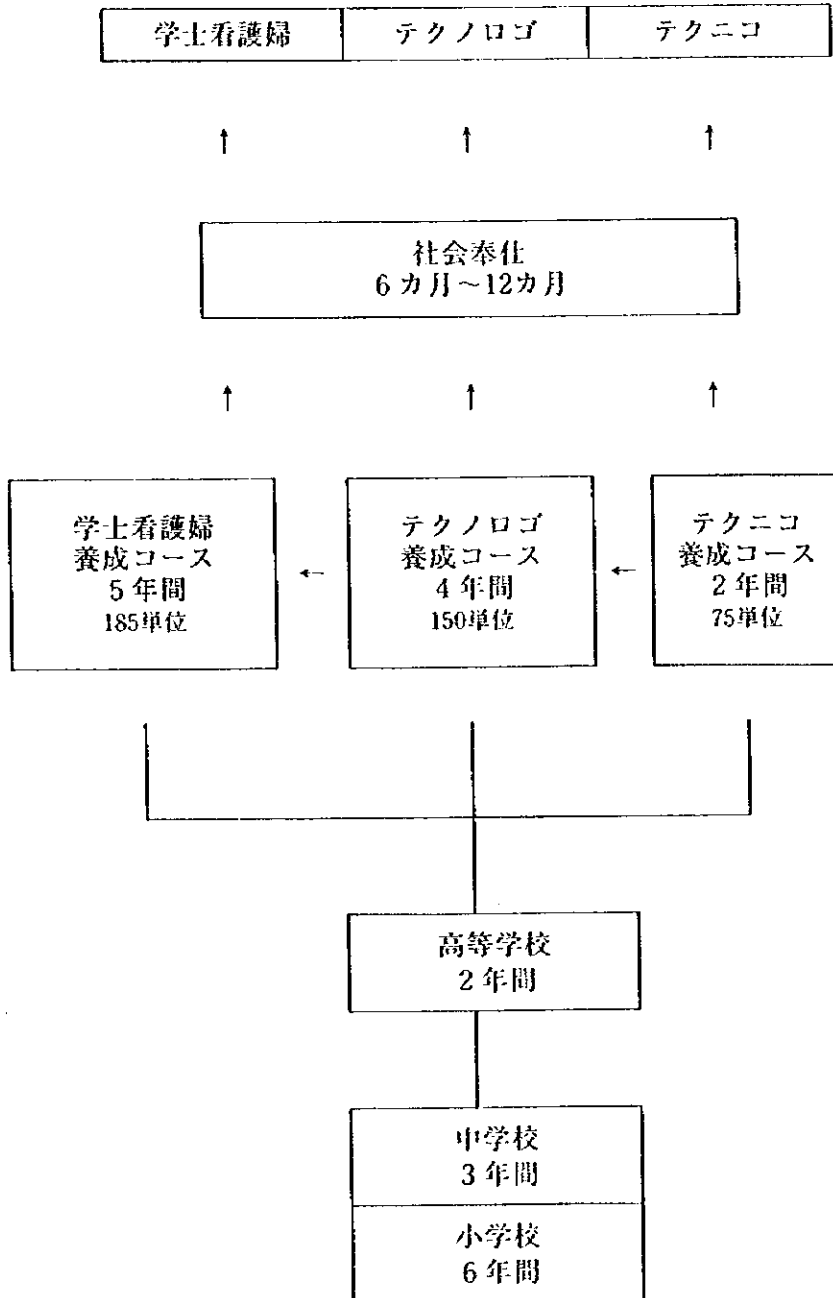 学士看護婦 テクノロゴ テクニコ
↑ ↑ ↑
社会奉仕
6カ月～12カ月
↑ ↑ ↑
学士看護婦
養成コース
5年間
185単位
←
テクノロゴ
養成コース
4年間
150単位
←
テクニコ
養成コース
2年間
75単位
高等学校
2年間
中学校
3年間
小学校
6年間